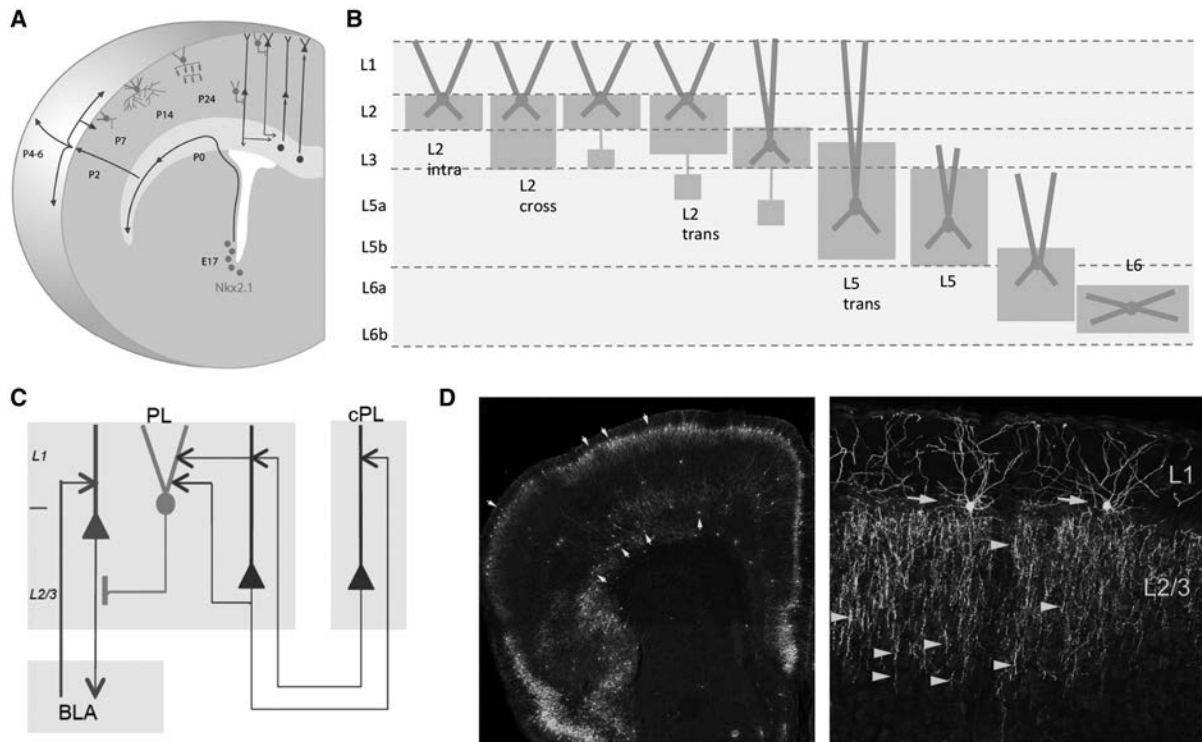 A
P4-6
P7
P14
P24
P2
P0
E17
Nkx2.1
B
L1
L2
L3
L5a
L5b
L6a
L6b
L2
intra
L2
cross
L2
trans
L5
trans
L5
L6
C
PL
cPL
L1
L2/3
BLA
D
L1
L2/3